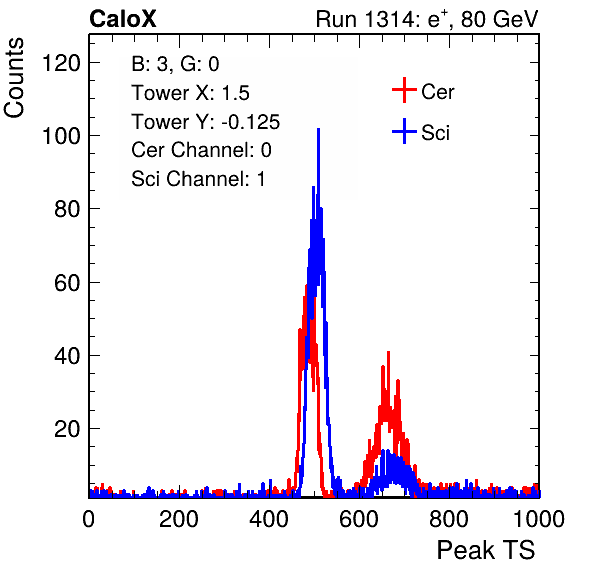 CaloX Run 1314: e⁺, 80 GeV
Counts
B: 3, G: 0
Tower X: 1.5
Tower Y: -0.125
Cer Channel: 0
Sci Channel: 1
Cer
Sci
120
100
80
60
40
20
0 200 400 600 800 1000
Peak TS